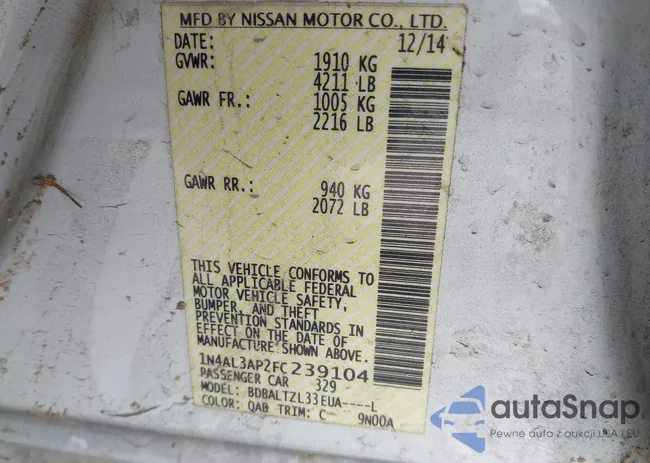 MFD BY NISSAN MOTOR CO., LTD.
DATE: 12/14
GVWR: 1910 KG
4211 LB
GAWR FR.: 1005 KG
2216 LB
GAWR RR.: 940 KG
2072 LB
THIS VEHICLE CONFORMS TO
ALL APPLICABLE FEDERAL
MOTOR VEHICLE SAFETY,
BUMPER, AND THEFT
PREVENTION STANDARDS IN
EFFECT ON THE DATE OF
MANUFACTURE SHOWN ABOVE.
1N4AL3AP2FC239104
PASSENGER CAR 329
MODEL: BDBALTZL33EUA----L
COLOR: QAB TRIM: C- 9N00A
autoSnap
Pewne auto z aukcji USA i EU